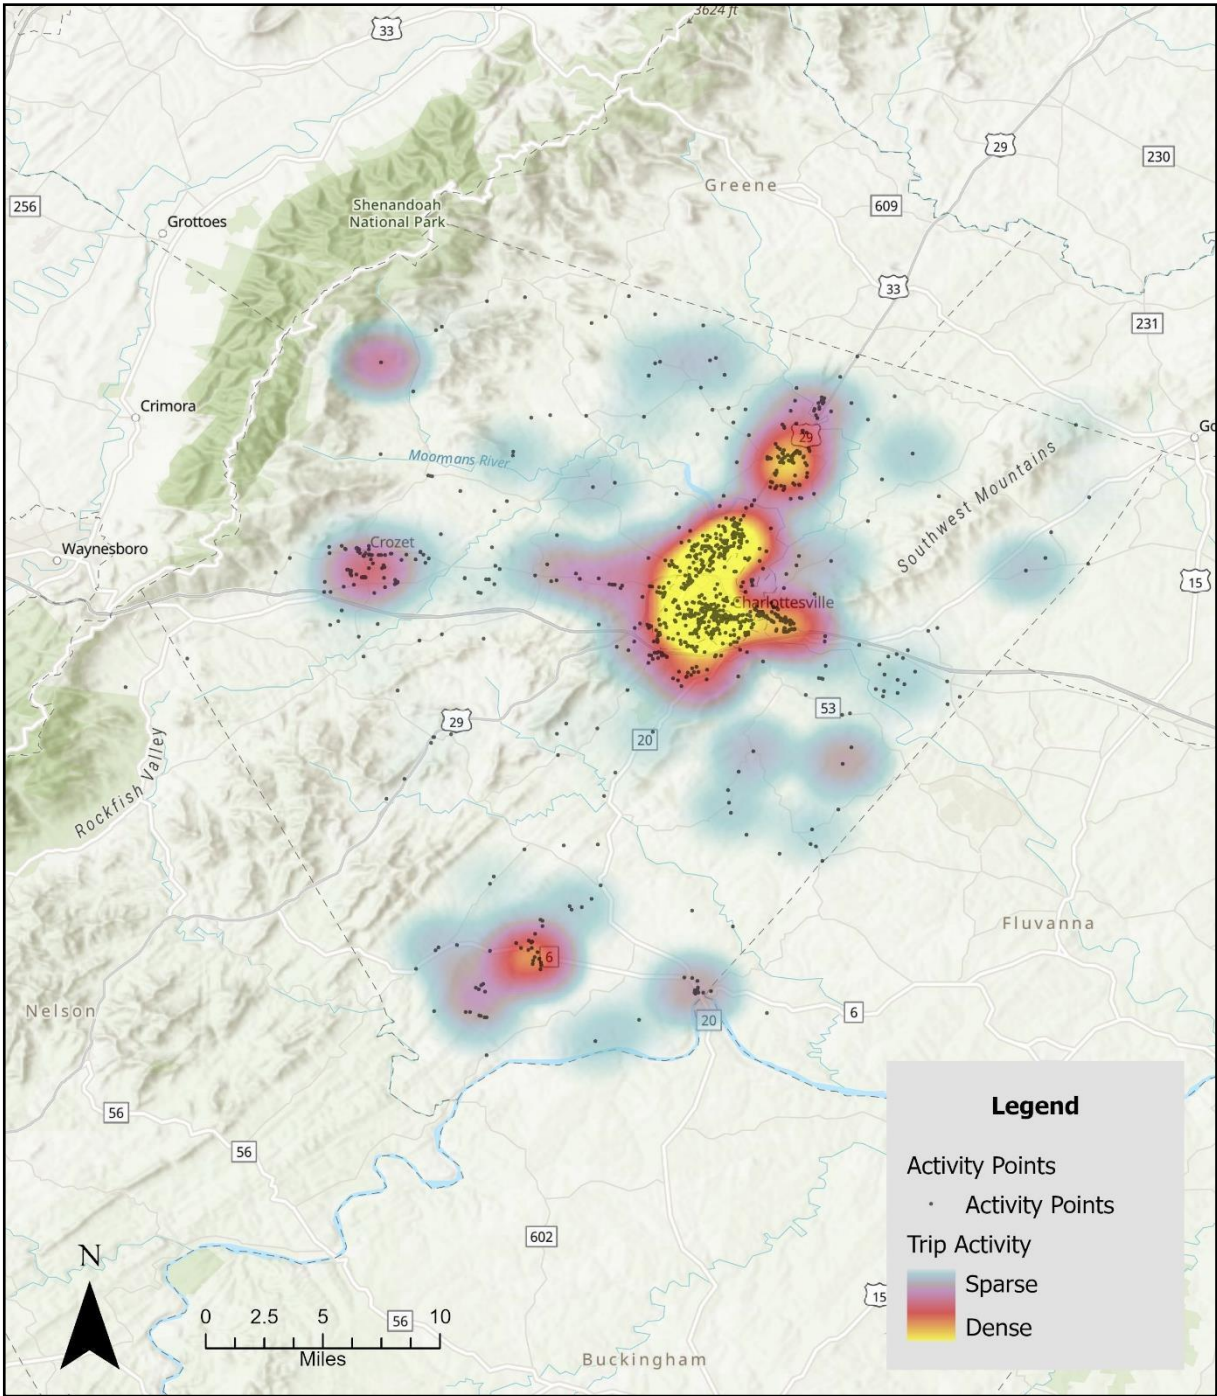 3624 ft
33
29
230
Greene
256
609
Shenandoah
National Park
Grottoes
33
231
Crimora
Go
29
Moormans River
Southwest Mountains
Crozet
Waynesboro
15
Charlottesville
53
29
20
Rockfish Valley
Fluvanna
6
Nelson
20
6
Legend
56
Activity Points
56
Activity Points
602
Trip Activity
N
Sparse
15
0 2.5 5 10
56
Dense
Miles
Buckingham